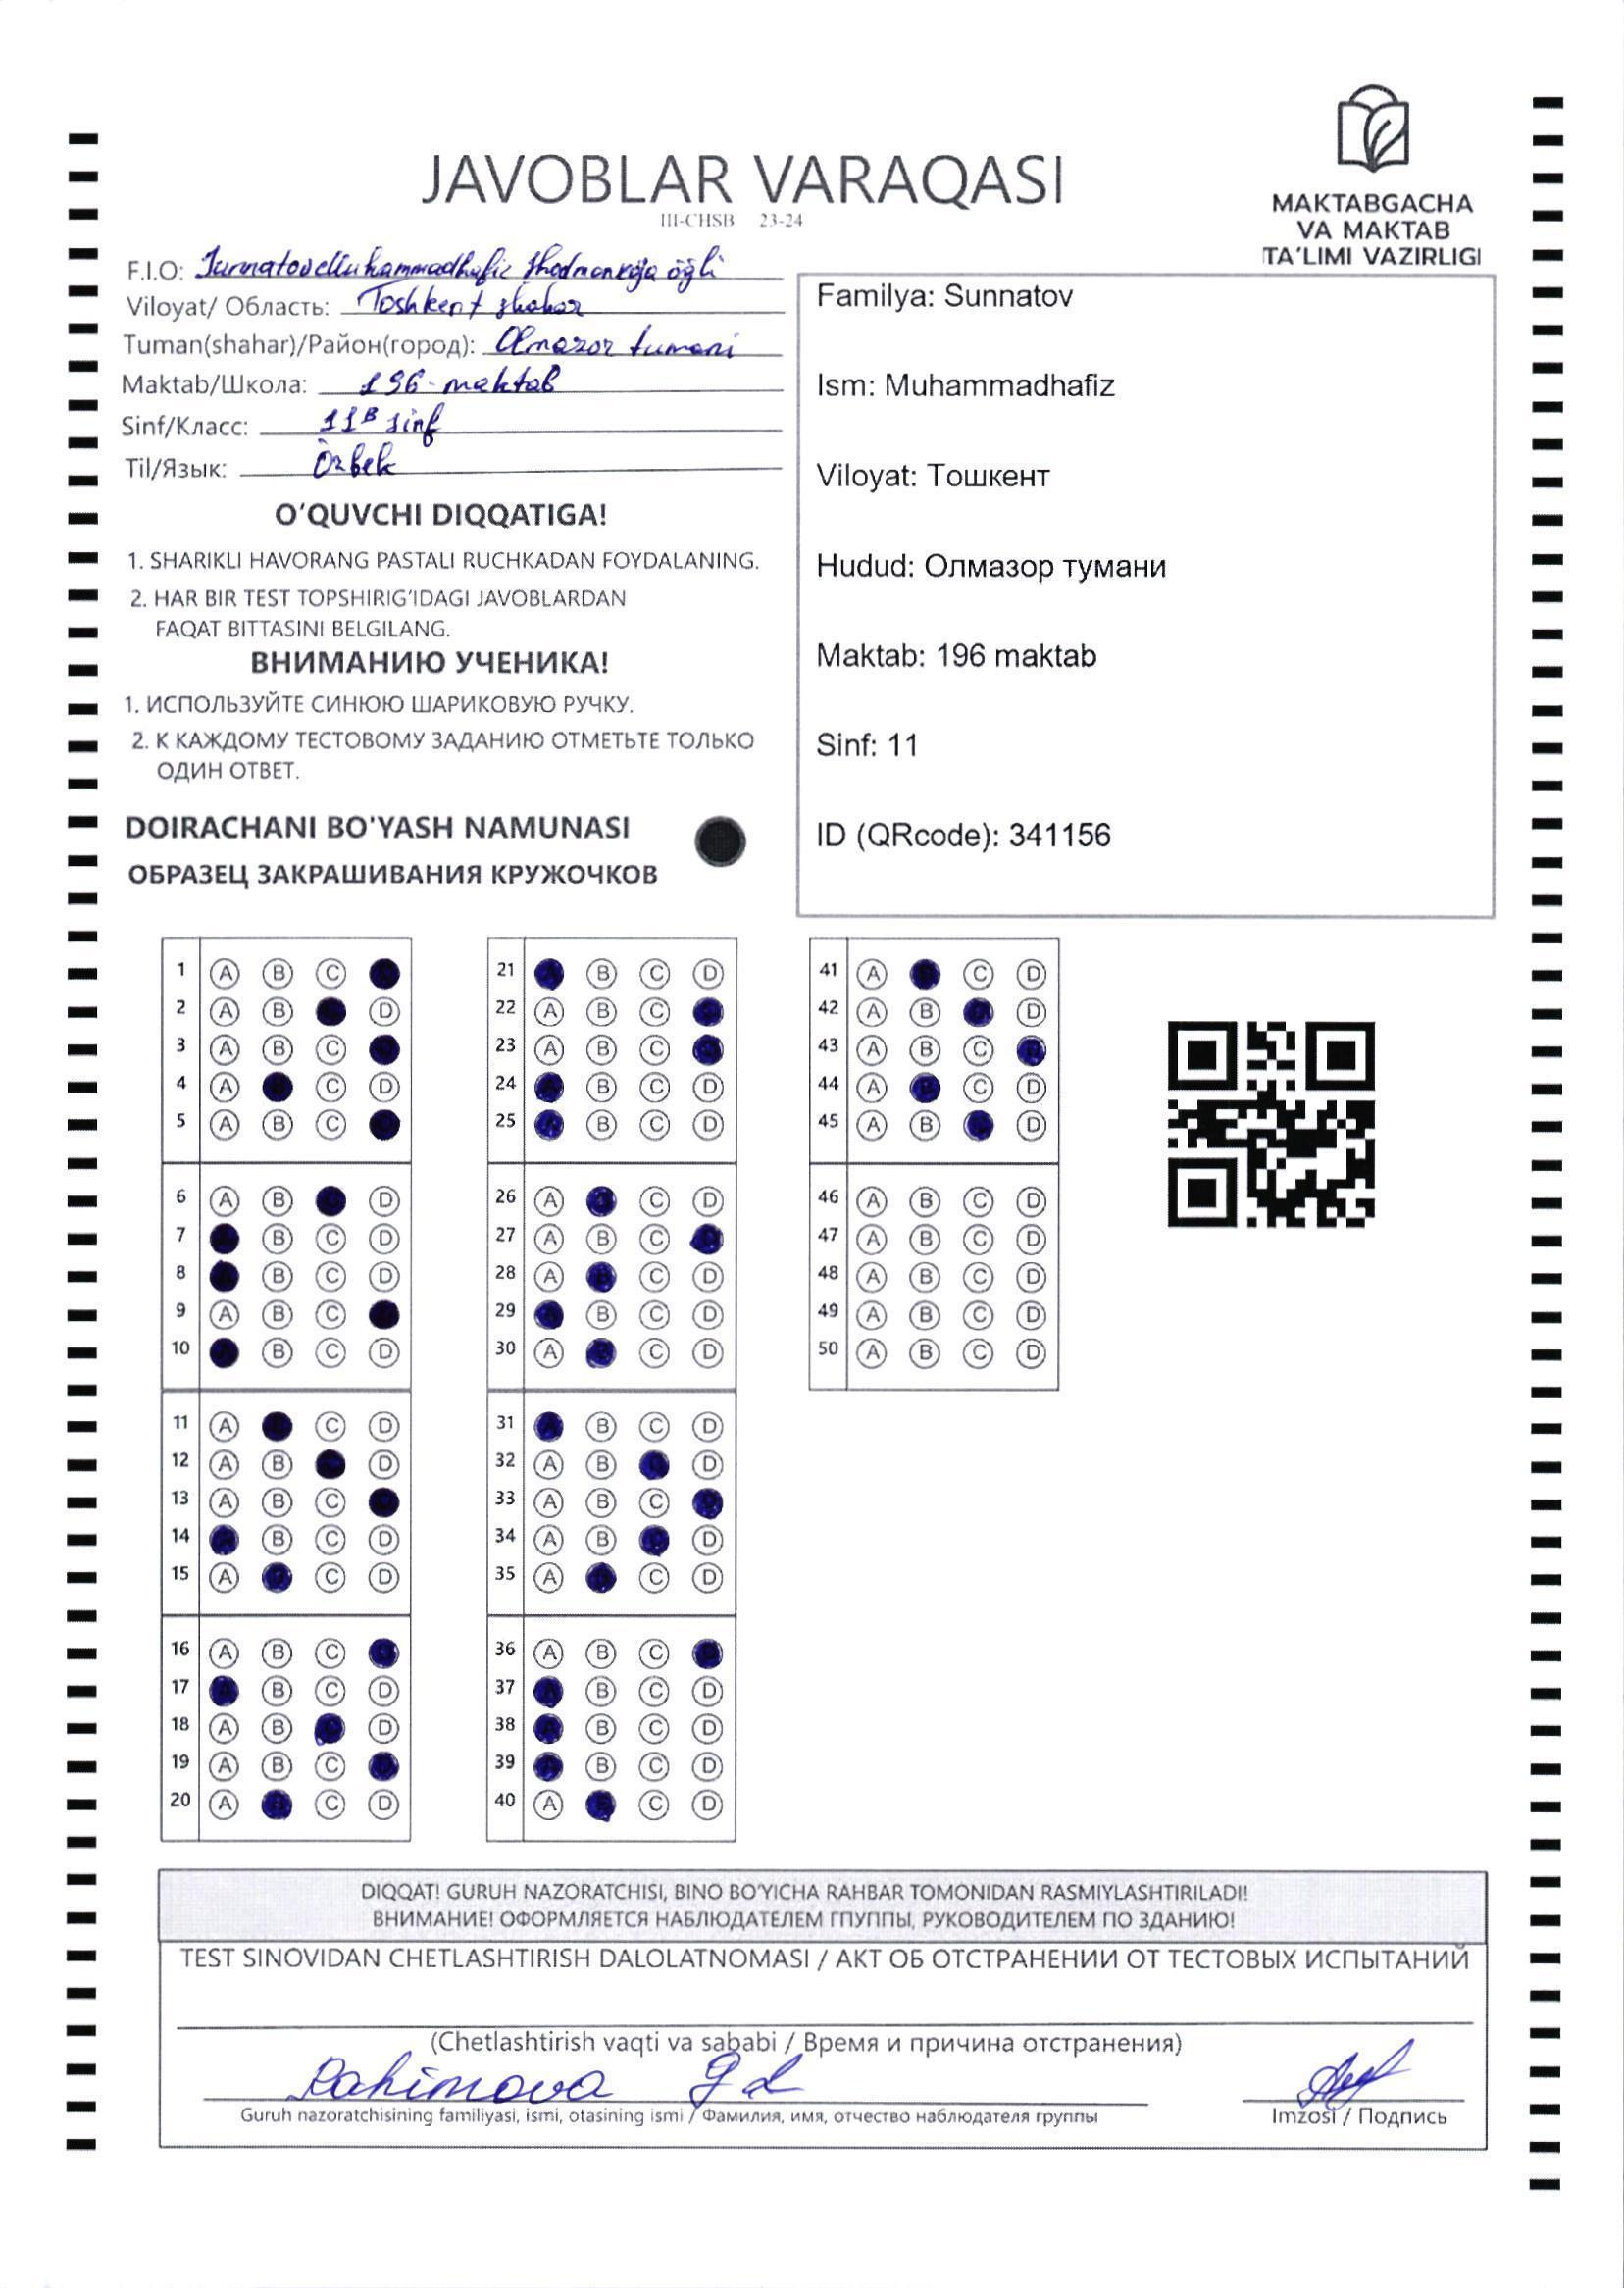 JAVOBLAR VARAQASI
III-CHSB 23-24
MAKTABGACHA
VA MAKTAB
TA'LIMI VAZIRLIGI
F.I.O: Sunnatov Muhammadhafiz Shodmonxo'ja o'g'li
Viloyat/ Область: Toshkent shahar
Tuman(shahar)/Район(город): Olmazor tumani
Maktab/Школа: 196-maktab
Sinf/Класс: 11B sinf
Til/Язык: O'zbek
O'QUVCHI DIQQATIGA!
1. SHARIKLI HAVORANG PASTALI RUCHKADAN FOYDALANING.
2. HAR BIR TEST TOPSHIRIG'IDAGI JAVOBLARDAN
FAQAT BITTASINI BELGILANG.
ВНИМАНИЮ УЧЕНИКА!
1. ИСПОЛЬЗУЙТЕ СИНЮЮ ШАРИКОВУЮ РУЧКУ.
2. К КАЖДОМУ ТЕСТОВОМУ ЗАДАНИЮ ОТМЕТЬТЕ ТОЛЬКО
ОДИН ОТВЕТ.
DOIRACHANI BO'YASH NAMUNASI
ОБРАЗЕЦ ЗАКРАШИВАНИЯ КРУЖОЧКОВ
Familya: Sunnatov
Ism: Muhammadhafiz
Viloyat: Тошкент
Hudud: Олмазор тумани
Maktab: 196 maktab
Sinf: 11
ID (QRcode): 341156
1 A B C
2 A B D
3 A B C
4 A C D
5 A B C
6 A B D
7 B C D
8 B C D
9 A B C
10 B C D
11 A C D
12 A B D
13 A B C
14 B C D
15 A C D
16 A B C
17 B C D
18 A B D
19 A B C
20 A C D
21 B C D
22 A B C
23 A B C
24 B C D
25 B C D
26 A C D
27 A B C
28 A C D
29 B C D
30 A C D
31 B C D
32 A B D
33 A B C
34 A B D
35 A C D
36 A B C
37 B C D
38 B C D
39 B C D
40 A C D
41 A C D
42 A B D
43 A B C
44 A C D
45 A B D
46 A B C D
47 A B C D
48 A B C D
49 A B C D
50 A B C D
DIQQAT! GURUH NAZORATCHISI, BINO BO'YICHA RAHBAR TOMONIDAN RASMIYLASHTIRILADI!
ВНИМАНИЕ! ОФОРМЛЯЕТСЯ НАБЛЮДАТЕЛЕМ ГПУППЫ, РУКОВОДИТЕЛЕМ ПО ЗДАНИЮ!
TEST SINOVIDAN CHETLASHTIRISH DALOLATNOMASI / АКТ ОБ ОТСТРАНЕНИИ ОТ ТЕСТОВЫХ ИСПЫТАНИЙ
(Chetlashtirish vaqti va sababi / Время и причина отстранения)
Rahimova
Guruh nazoratchisining familiyasi, ismi, otasining ismi / Фамилия, имя, отчество наблюдателя группы
Imzosi / Подпись